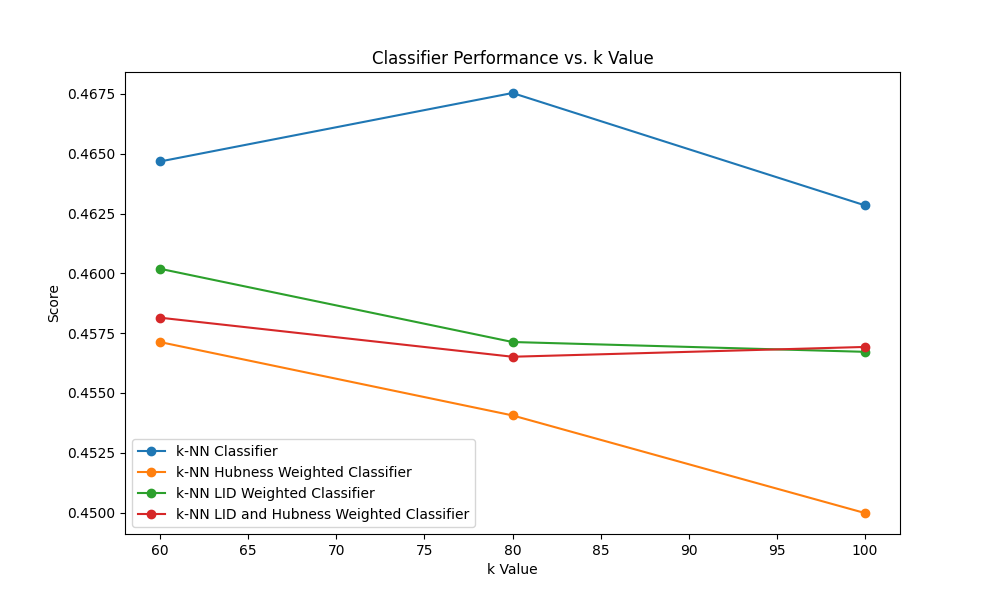 Classifier Performance vs. k Value
Score
0.4675
0.4650
0.4625
0.4600
0.4575
0.4550
0.4525
0.4500
k-NN Classifier
k-NN Hubness Weighted Classifier
k-NN LID Weighted Classifier
k-NN LID and Hubness Weighted Classifier
60 65 70 75 80 85 90 95 100
k Value